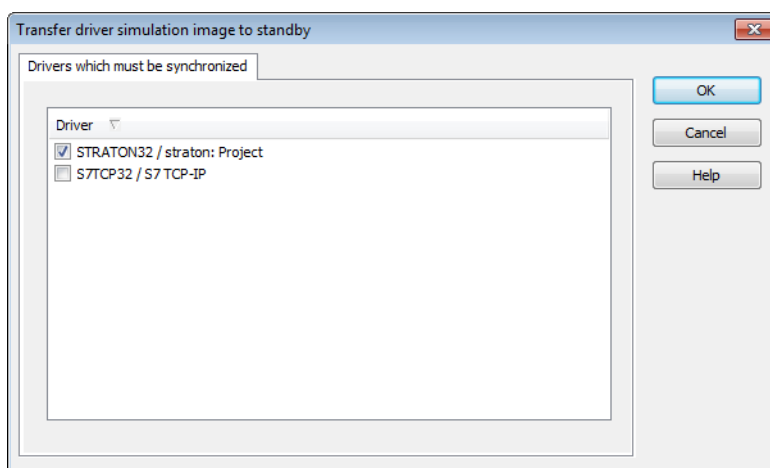 Transfer driver simulation image to standby
Drivers which must be synchronized
OK
Driver
Cancel
STRATON32 / straton: Project
S7TCP32 / S7 TCP-IP
Help